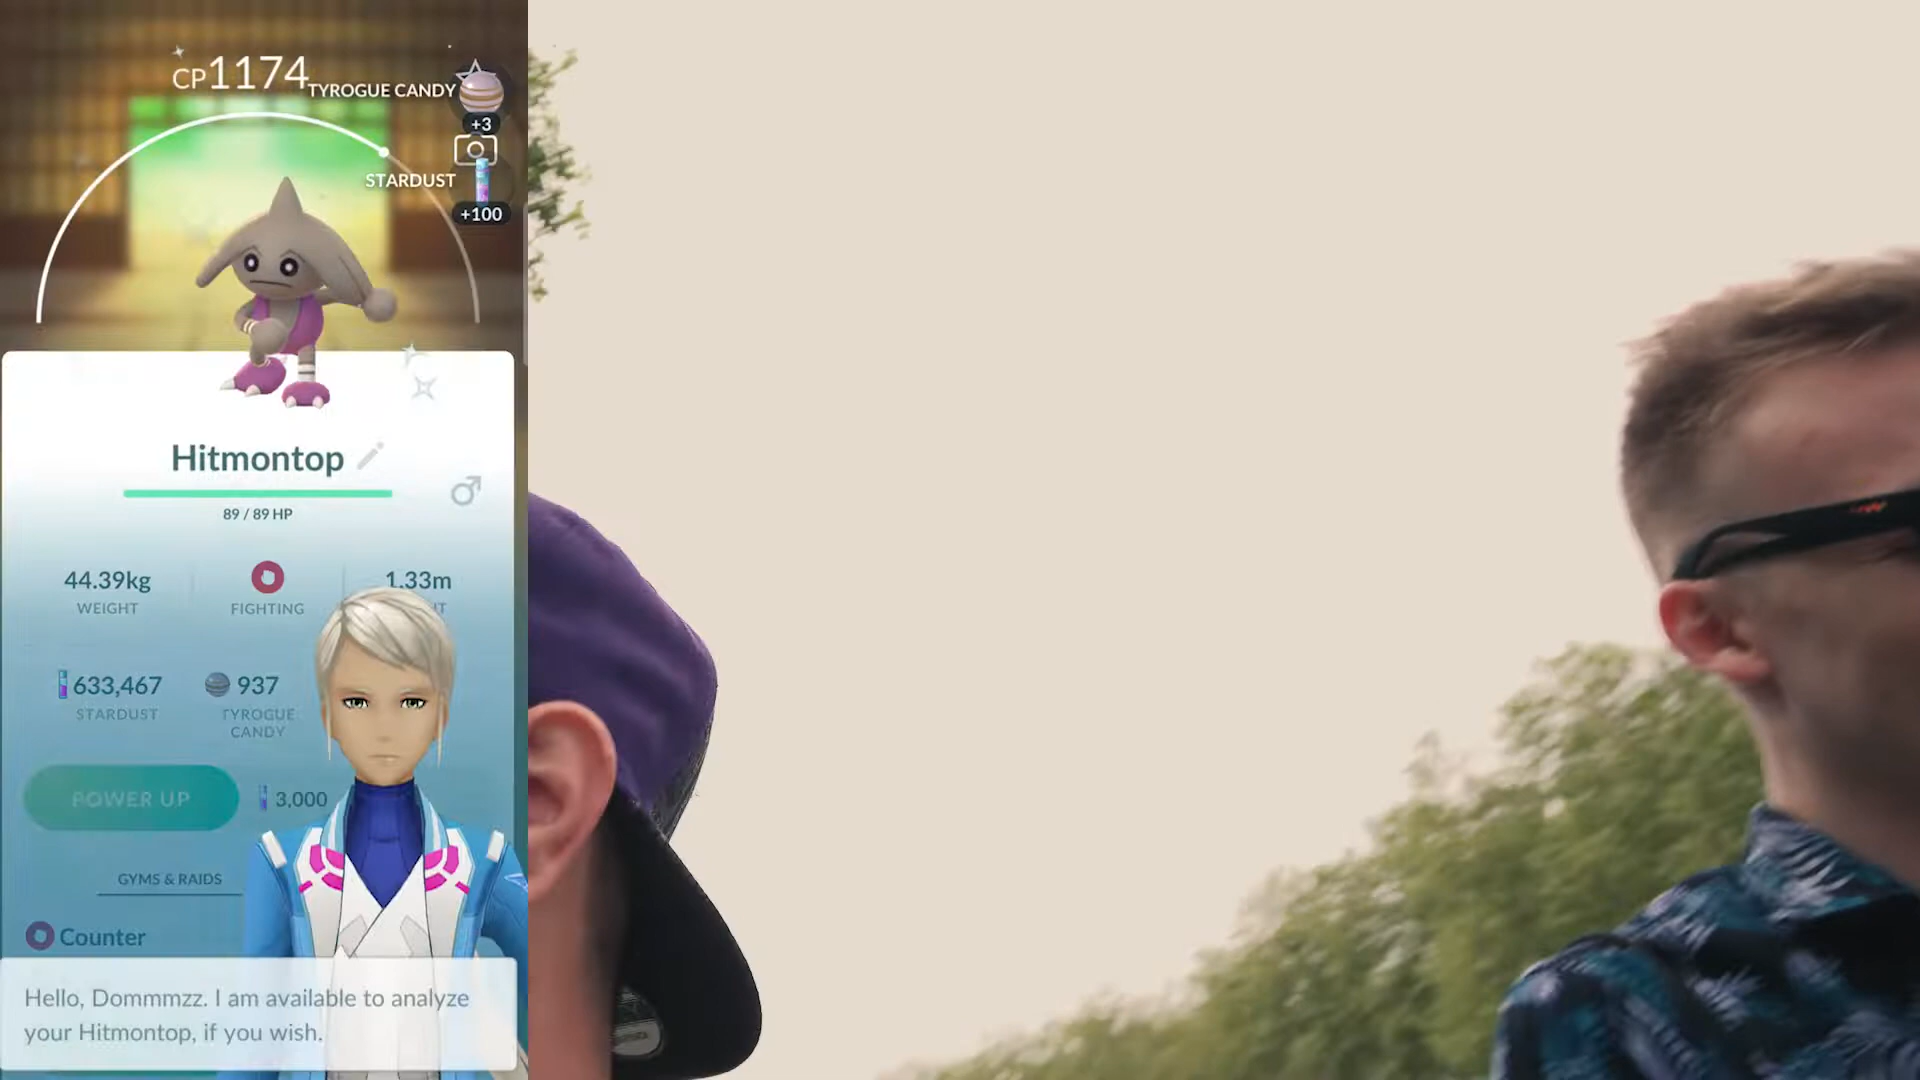 CP1174
TYROGUE CANDY
+3
STARDUST
+100
Hitmontop
89 / 89 HP
44.39kg
WEIGHT
FIGHTING
1.33m
633,467
STARDUST
937
TYROGUE
CANDY
POWER UP
3,000
GYMS & RAIDS
Counter
Hello, Dommmzz. I am available to analyze
your Hitmontop, if you wish.